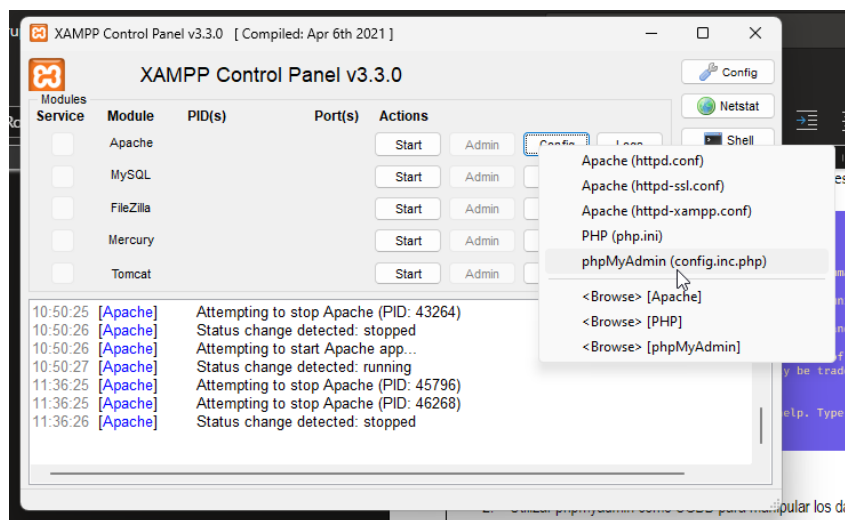 XAMPP Control Panel v3.3.0 [ Compiled: Apr 6th 2021 ]
XAMPP Control Panel v3.3.0
Config
Modules
Service Module PID(s) Port(s) Actions
Netstat
Apache Start Admin Config Logs
Shell
MySQL Start Admin
FileZilla Start Admin
Mercury Start Admin
Tomcat Start Admin
Apache (httpd.conf)
Apache (httpd-ssl.conf)
Apache (httpd-xampp.conf)
PHP (php.ini)
phpMyAdmin (config.inc.php)
<Browse> [Apache]
<Browse> [PHP]
<Browse> [phpMyAdmin]
10:50:25 [Apache] Attempting to stop Apache (PID: 43264)
10:50:26 [Apache] Status change detected: stopped
10:50:26 [Apache] Attempting to start Apache app...
10:50:27 [Apache] Status change detected: running
11:36:25 [Apache] Attempting to stop Apache (PID: 45796)
11:36:25 [Apache] Attempting to stop Apache (PID: 46268)
11:36:26 [Apache] Status change detected: stopped
y be trad
elp. Type
pular los da